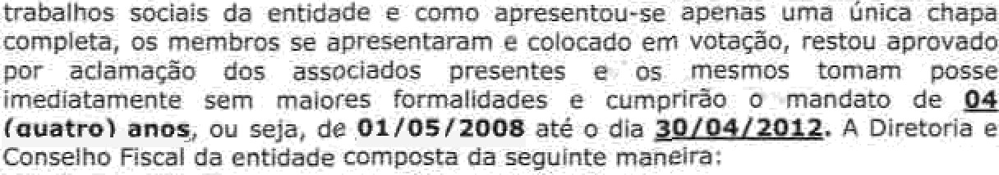 trabalhos sociais da entidade e como apresentou-se apenas uma única chapa
completa, os membros se apresentaram e colocado em votação, restou aprovado
por aclamação dos associados presentes e os mesmos tomam posse
imediatamente sem maiores formalidades e cumprirão o mandato de 04
(quatro) anos, ou seja, de 01/05/2008 até o dia 30/04/2012. A Diretoria e
Conselho Fiscal da entidade composta da seguinte maneira: